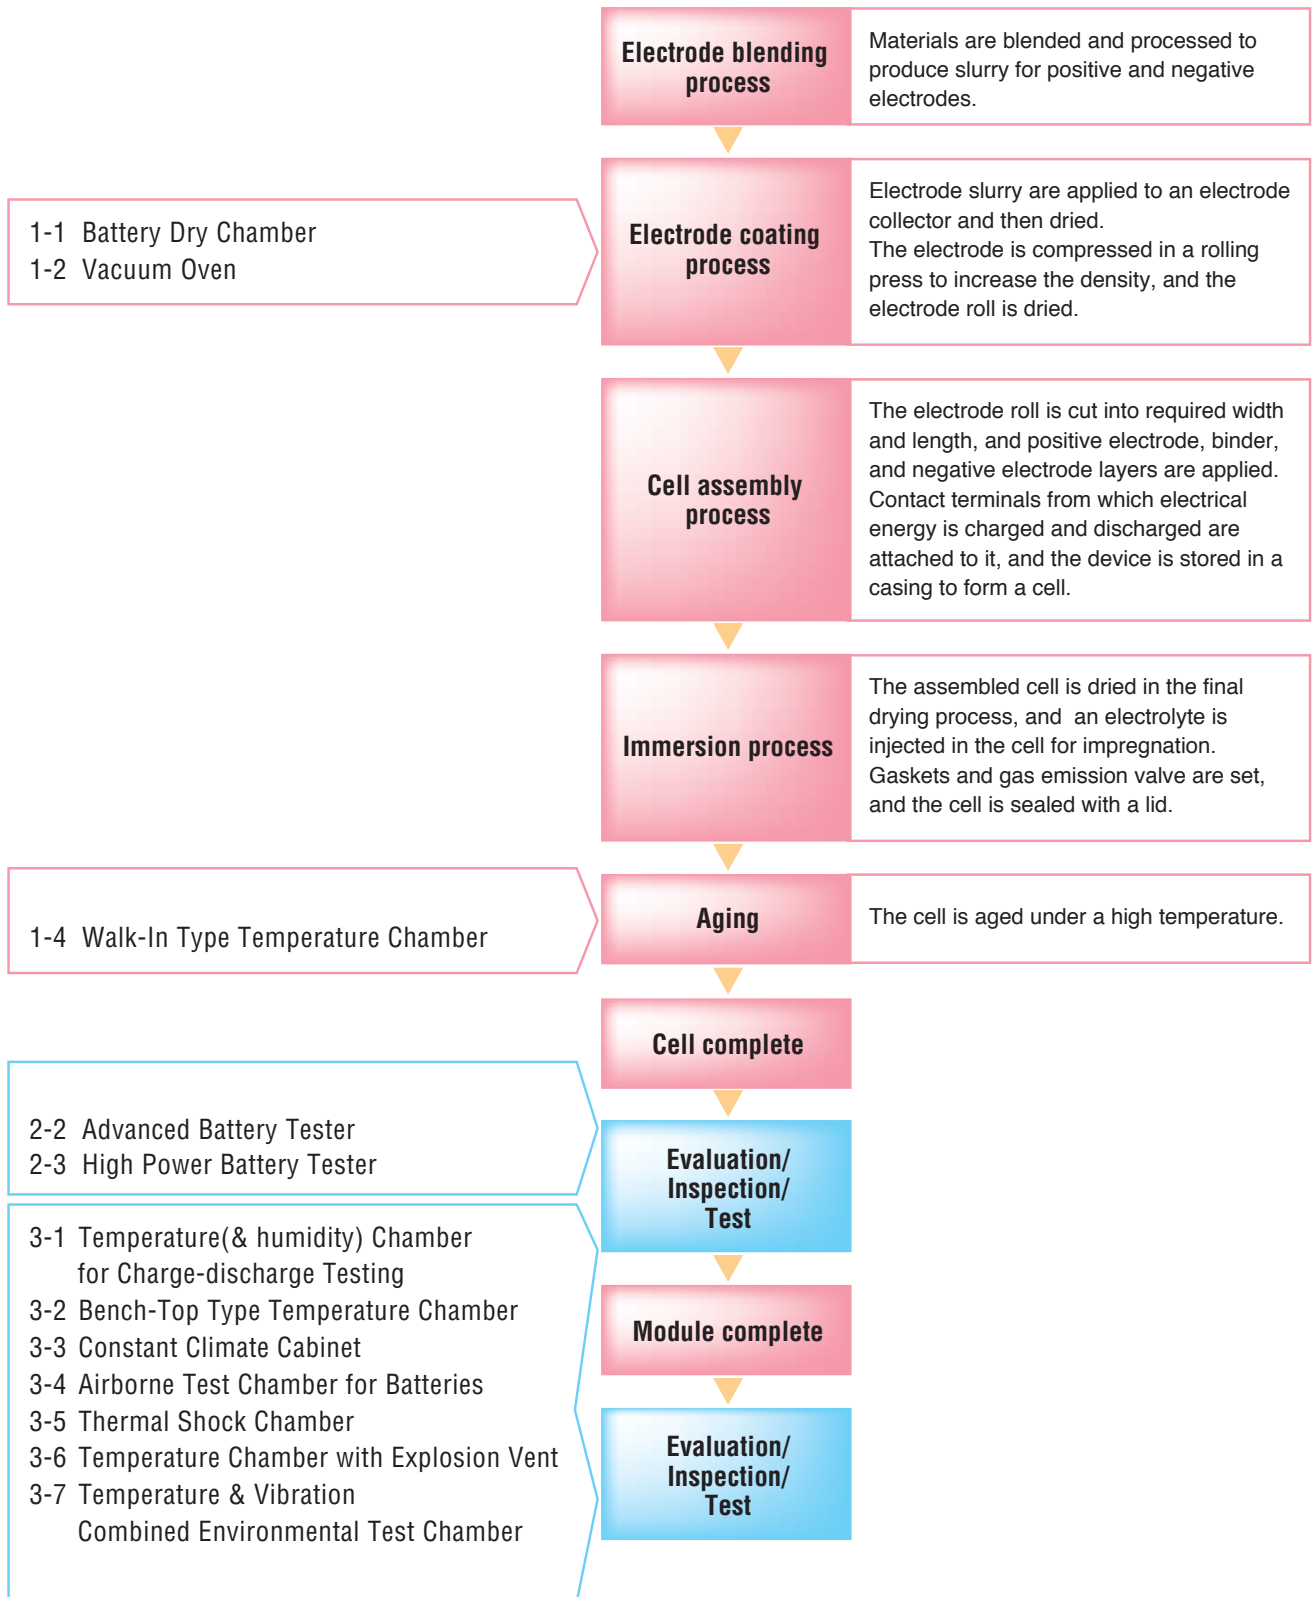 Electrode blending
process
Materials are blended and processed to
produce slurry for positive and negative
electrodes.
1-1 Battery Dry Chamber
1-2 Vacuum Oven
Electrode coating
process
Electrode slurry are applied to an electrode
collector and then dried.
The electrode is compressed in a rolling
press to increase the density, and the
electrode roll is dried.
Cell assembly
process
The electrode roll is cut into required width
and length, and positive electrode, binder,
and negative electrode layers are applied.
Contact terminals from which electrical
energy is charged and discharged are
attached to it, and the device is stored in a
casing to form a cell.
Immersion process
The assembled cell is dried in the final
drying process, and an electrolyte is
injected in the cell for impregnation.
Gaskets and gas emission valve are set,
and the cell is sealed with a lid.
1-4 Walk-In Type Temperature Chamber
Aging
The cell is aged under a high temperature.
Cell complete
2-2 Advanced Battery Tester
2-3 High Power Battery Tester
Evaluation/
Inspection/
Test
3-1 Temperature(& humidity) Chamber
for Charge-discharge Testing
3-2 Bench-Top Type Temperature Chamber
3-3 Constant Climate Cabinet
3-4 Airborne Test Chamber for Batteries
3-5 Thermal Shock Chamber
3-6 Temperature Chamber with Explosion Vent
3-7 Temperature & Vibration
Combined Environmental Test Chamber
Module complete
Evaluation/
Inspection/
Test